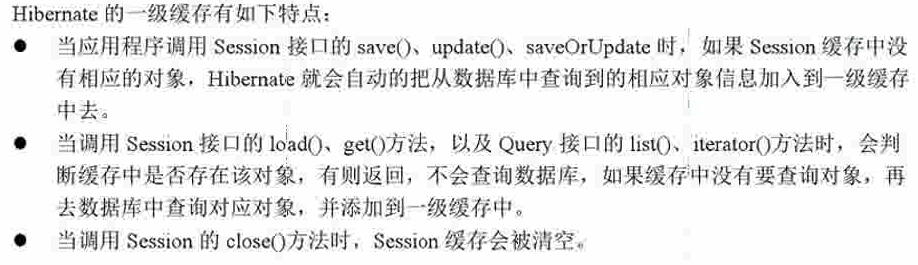 Hibernate 的一级缓存有如下特点：
● 当应用程序调用 Session 接口的 save()、update()、saveOrUpdate 时，如果 Session 缓存中没
有相应的对象，Hibernate 就会自动的把从数据库中查询到的相应对象信息加入到一级缓存
中去。
● 当调用 Session 接口的 load()、get()方法，以及 Query 接口的 list()、iterator()方法时，会判
断缓存中是否存在该对象，有则返回，不会查询数据库，如果缓存中没有要查询对象，再
去数据库中查询对应对象，并添加到一级缓存中。
● 当调用 Session 的 close()方法时，Session 缓存会被清空。